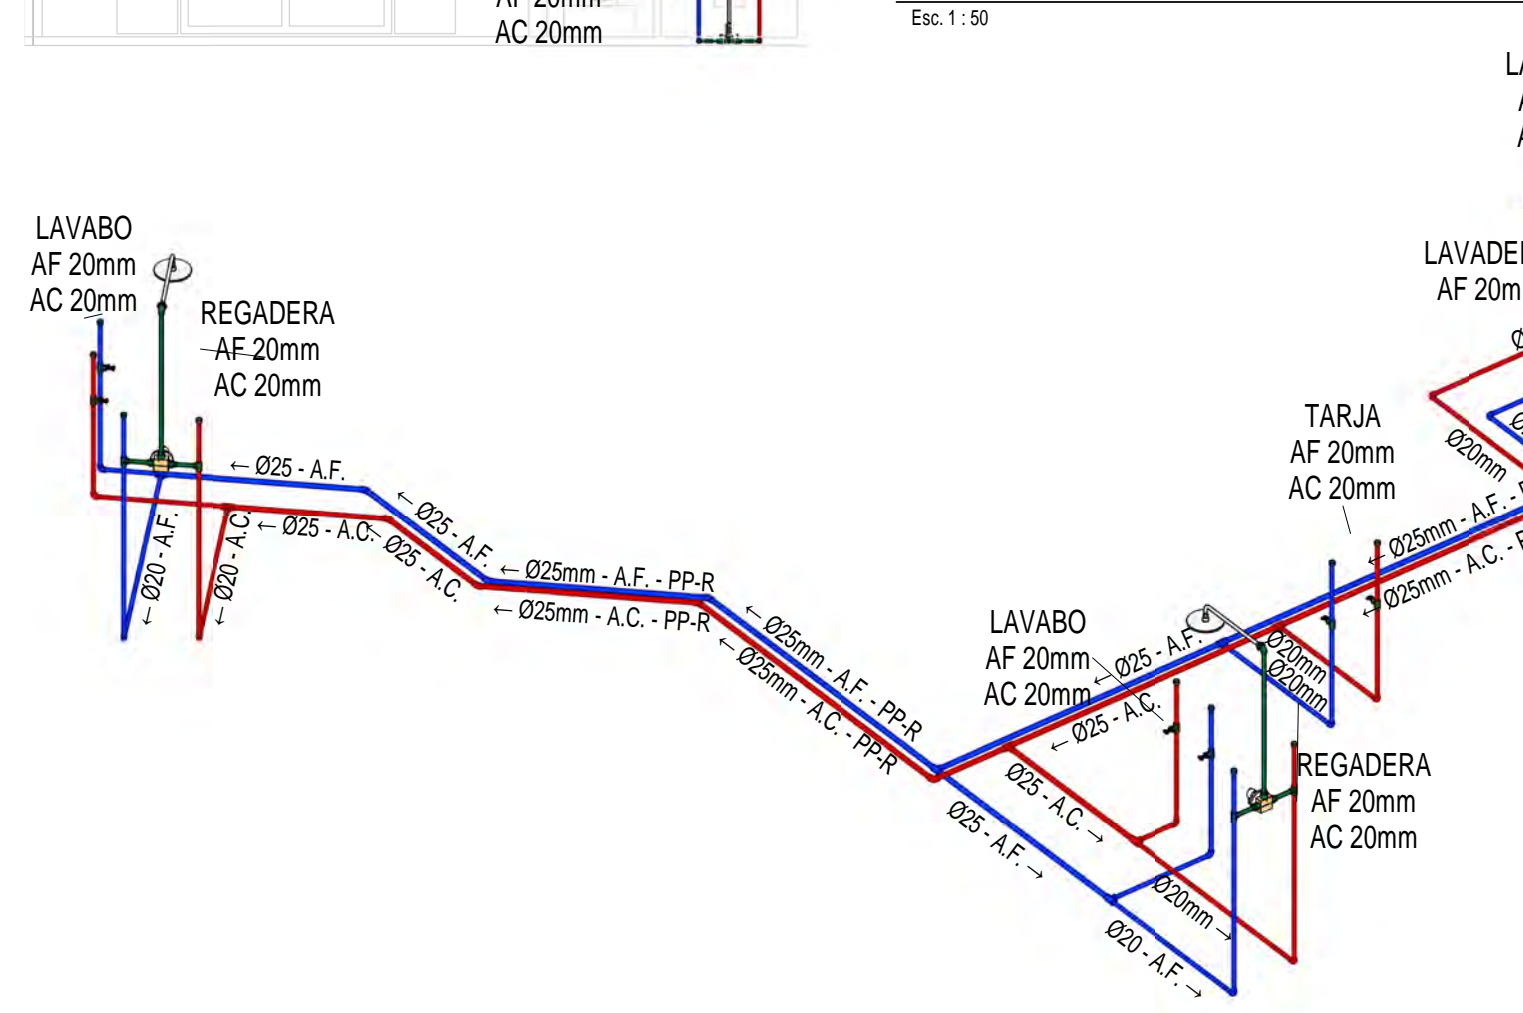 AC 20mm
Esc. 1 : 50
LAVABO
AF 20mm
AC 20mm
REGADERA
AF 20mm
AC 20mm
← Ø25 - A.F.
← Ø25 - A.C.
← Ø20 - A.F.
← Ø20 - A.C.
← Ø25 - A.F.
← Ø25 - A.C.
← Ø25mm - A.F. - PP-R
← Ø25mm - A.C. - PP-R
← Ø25mm - A.F. - PP-R
← Ø25mm - A.C. - PP-R
AF 20m
Ø20mm
TARJA
AF 20mm
AC 20mm
← Ø25mm - A.F. -
← Ø25mm - A.C. -
LAVABO
AF 20mm
AC 20mm
← Ø25 - A.F.
← Ø25 - A.C.
Ø20mm
Ø20mm
REGADERA
AF 20mm
AC 20mm
Ø25 - A.C. →
Ø25 - A.F. →
Ø20mm →
Ø20 - A.F. →